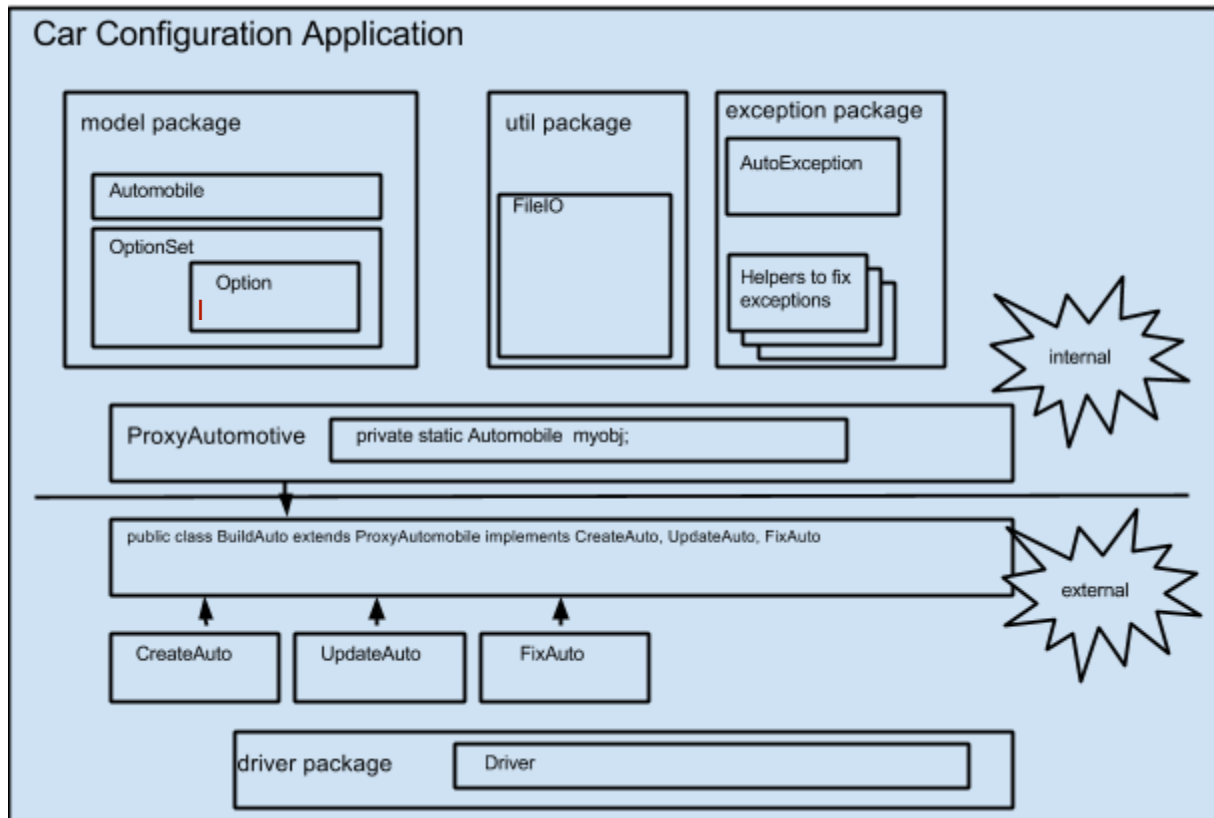 Car Configuration Application
model package
Automobile
OptionSet
Option
util package
FileIO
exception package
AutoException
Helpers to fix
exceptions
internal
ProxyAutomotive
private static Automobile myobj;
public class BuildAuto extends ProxyAutomobile implements CreateAuto, UpdateAuto, FixAuto
external
CreateAuto
UpdateAuto
FixAuto
driver package
Driver